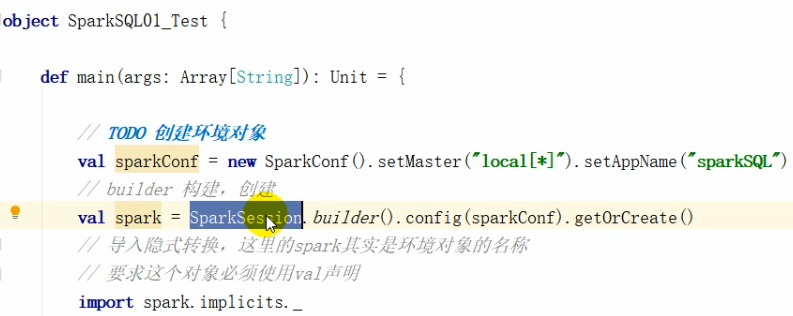 object SparkSQL01_Test {
def main(args: Array[String]): Unit = {
// TODO 创建环境对象
val sparkConf = new SparkConf().setMaster("local[*]").setAppName("sparkSQL")
// builder 构建，创建
val spark = SparkSession.builder().config(sparkConf).getOrCreate()
// 导入隐式转换，这里的spark其实是环境对象的名称
// 要求这个对象必须使用val声明
import spark.implicits._